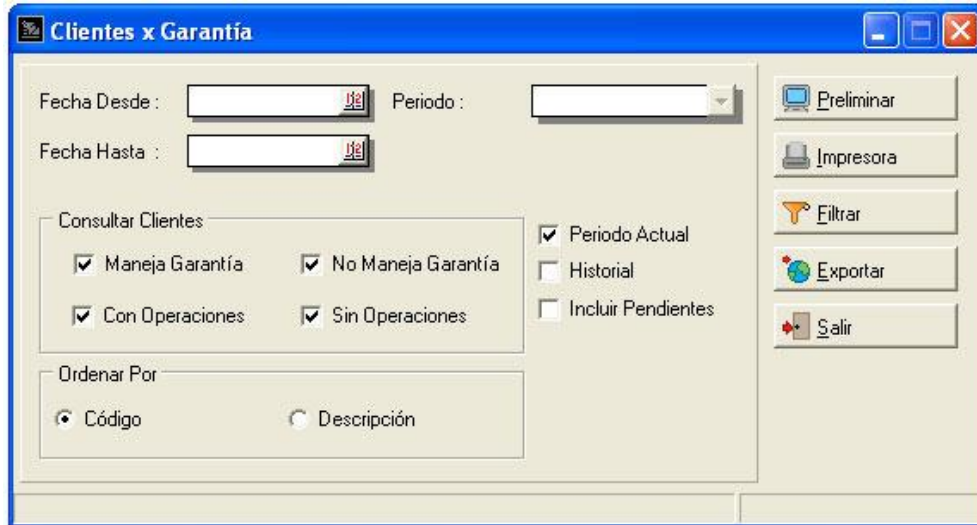 Clientes x Garantía
Fecha Desde :
Periodo :
Fecha Hasta :
Consultar Clientes
Maneja Garantía
No Maneja Garantía
Con Operaciones
Sin Operaciones
Periodo Actual
Historial
Incluir Pendientes
Ordenar Por
Código
Descripción
Preliminar
Impresora
Filtrar
Exportar
Salir